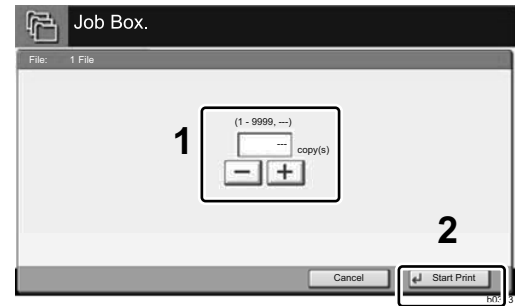 Job Box.
File: 1 File
(1 - 9999, ---)
1
--- copy(s)
− +
2
Cancel
Start Print